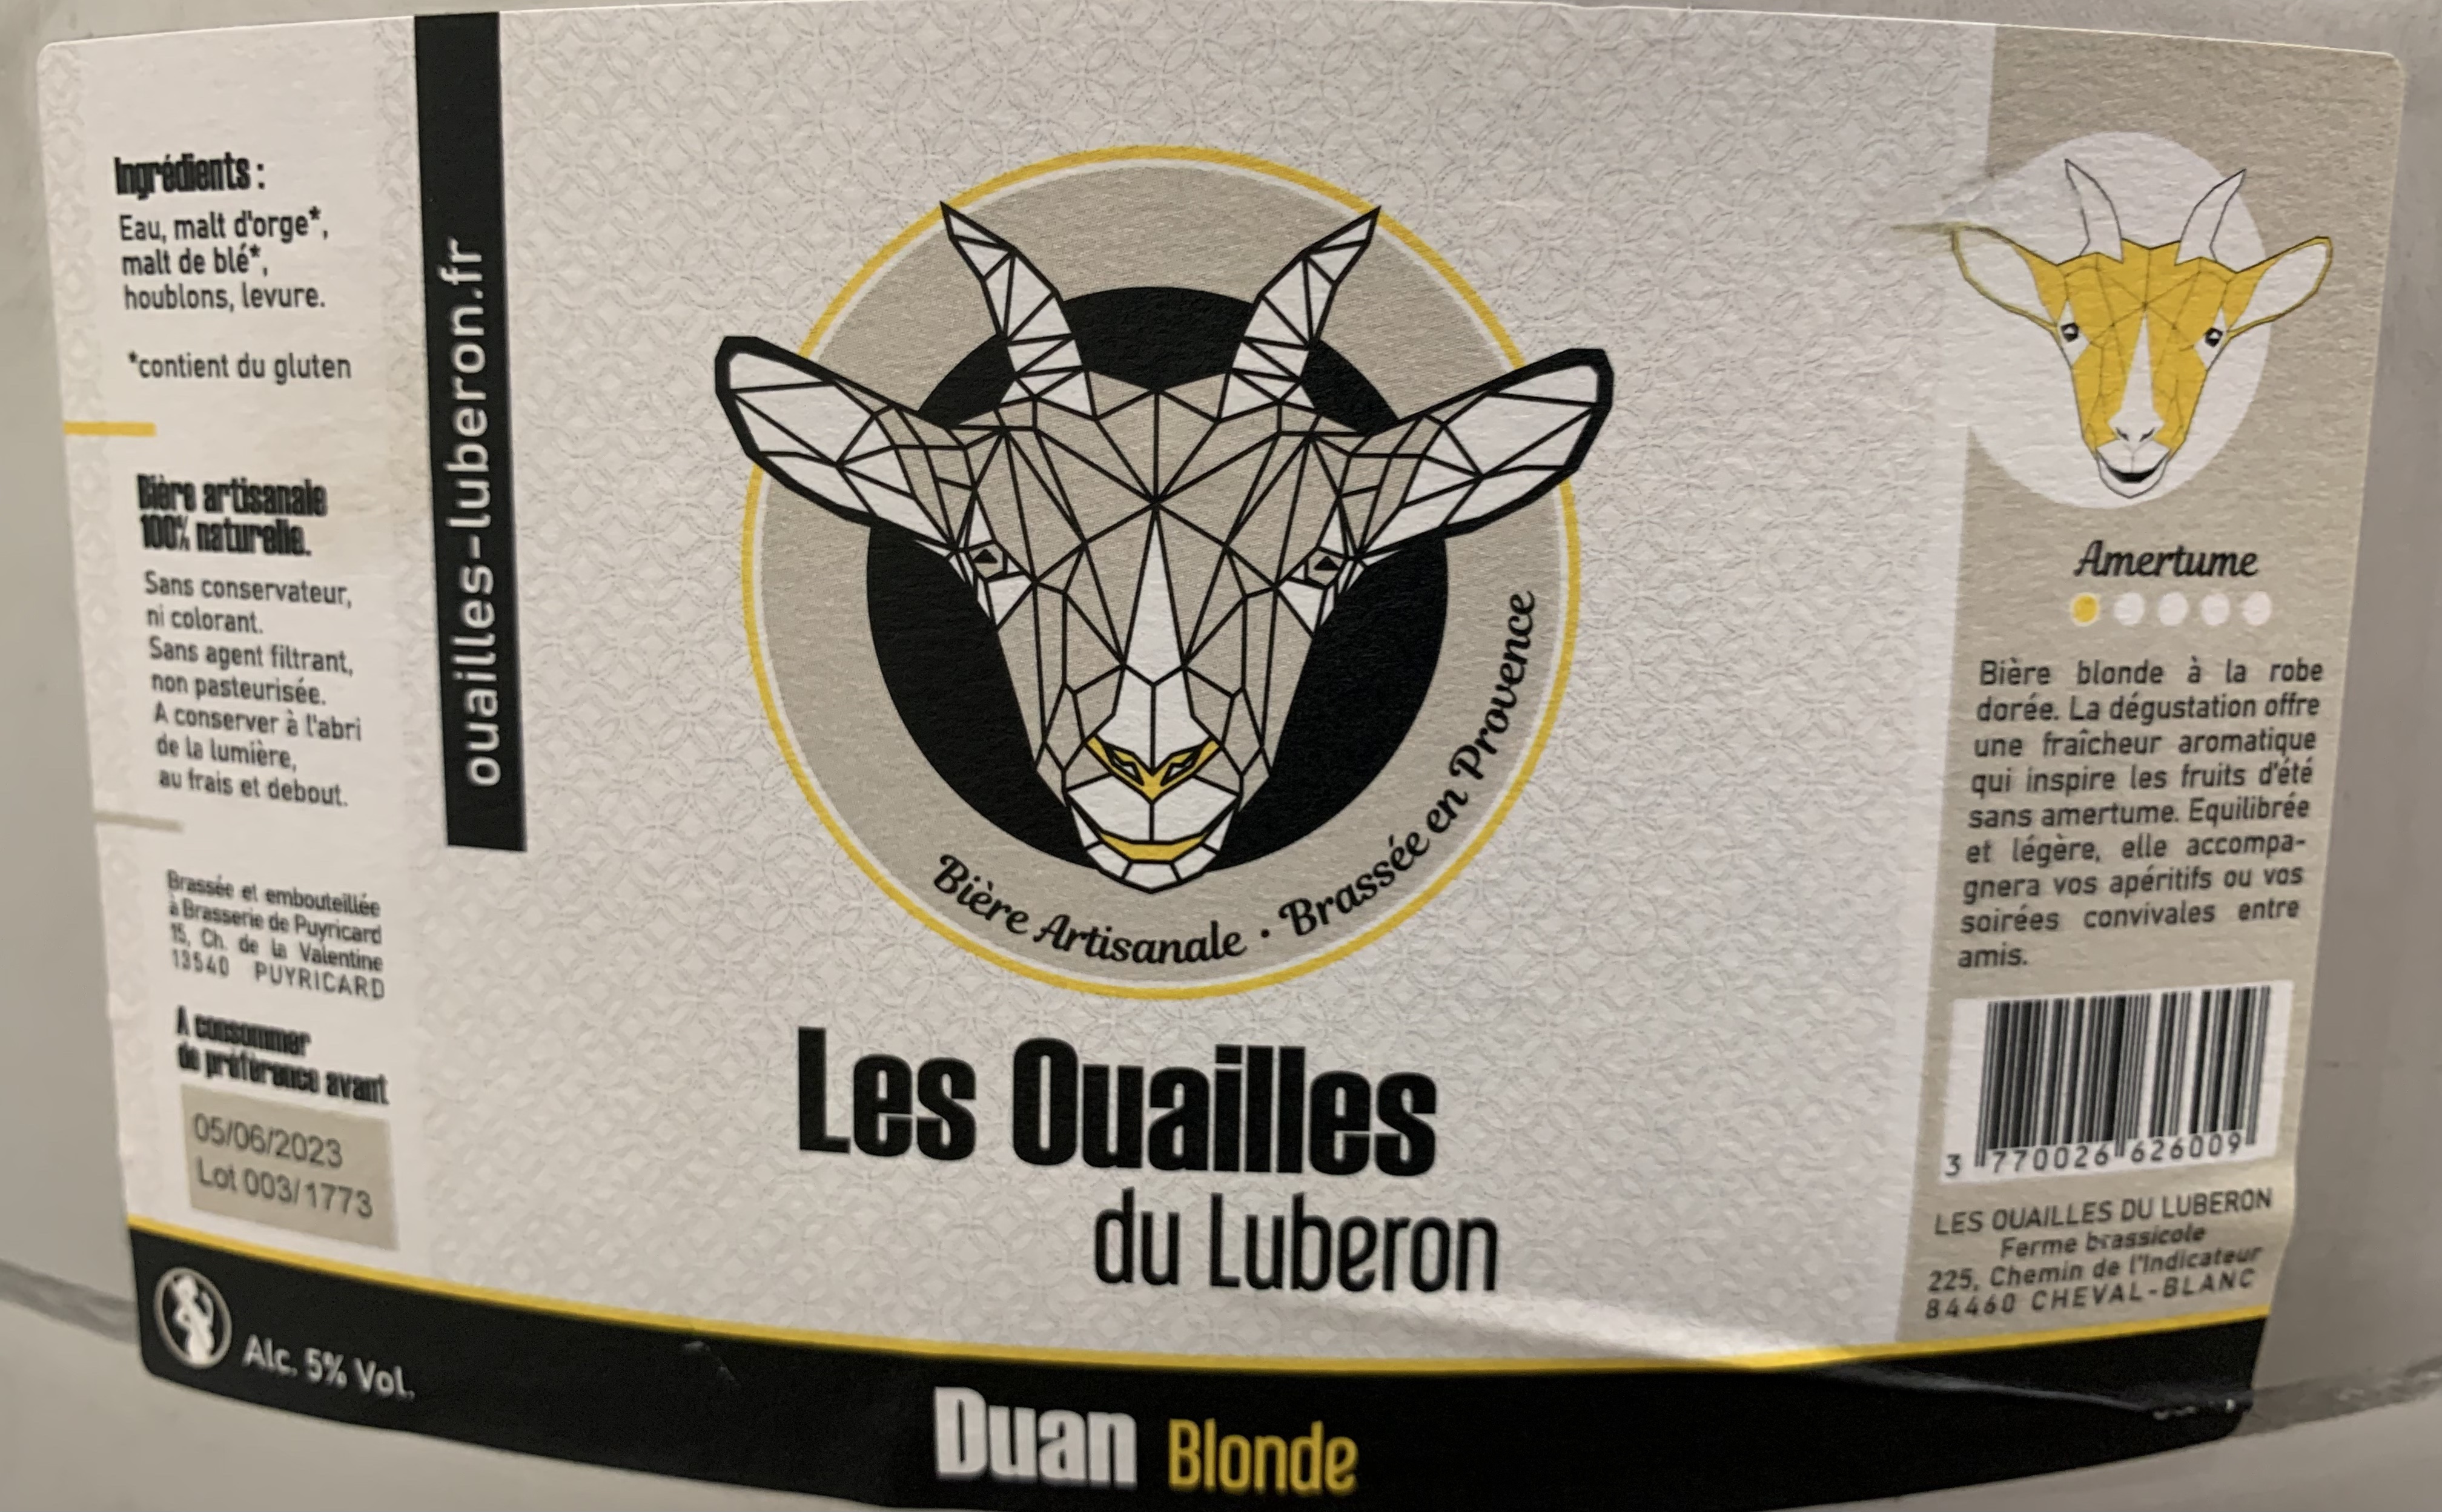 Ingrédients :
Eau, malt d'orge*,
malt de blé*,
houblons, levure.
*contient du gluten
Bière artisanale
100% naturelle.
Sans conservateur,
ni colorant.
Sans agent filtrant,
non pasteurisée.
A conserver à l'abri
de la lumière,
au frais et debout.
Brassée et embouteillée
à Brasserie de Puyricard
15, Ch. de la Valentine
13540 PUYRICARD
A consommer
de préférence avant
05/06/2023
Lot 003/1773
Alc. 5% Vol.
ouailles-luberon.fr
Bière Artisanale · Brassée en Provence
Les Ouailles
du Luberon
Duan Blonde
Amertume
Bière blonde à la robe
dorée. La dégustation offre
une fraîcheur aromatique
qui inspire les fruits d'été
sans amertume. Equilibrée
et légère, elle accompa-
gnera vos apéritifs ou vos
soirées convivales entre
amis.
3 770026 626009
LES OUAILLES DU LUBERON
Ferme brassicole
225, Chemin de l'Indicateur
84460 CHEVAL-BLANC